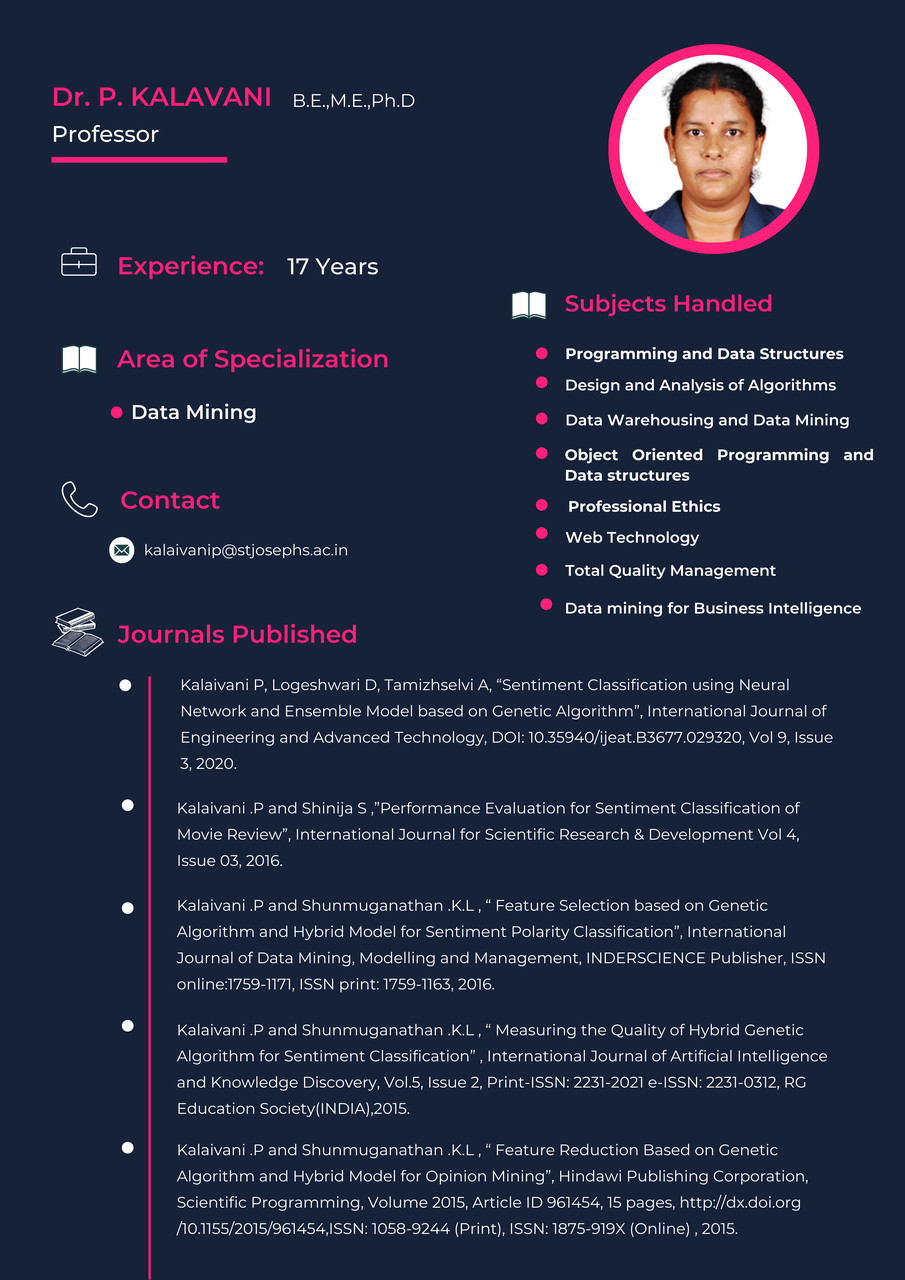 Dr. P. KALAVANI B.E.,M.E.,Ph.D
Professor
Experience: 17 Years
Area of Specialization
Data Mining
Contact
kalaivanip@stjosephs.ac.in
Subjects Handled
Programming and Data Structures
Design and Analysis of Algorithms
Data Warehousing and Data Mining
Object Oriented Programming and
Data structures
Professional Ethics
Web Technology
Total Quality Management
Data mining for Business Intelligence
Journals Published
Kalaivani P, Logeshwari D, Tamizhselvi A, “Sentiment Classification using Neural
Network and Ensemble Model based on Genetic Algorithm”, International Journal of
Engineering and Advanced Technology, DOI: 10.35940/ijeat.B3677.029320, Vol 9, Issue
3, 2020.
Kalaivani .P and Shinija S ,”Performance Evaluation for Sentiment Classification of
Movie Review”, International Journal for Scientific Research & Development Vol 4,
Issue 03, 2016.
Kalaivani .P and Shunmuganathan .K.L , “ Feature Selection based on Genetic
Algorithm and Hybrid Model for Sentiment Polarity Classification”, International
Journal of Data Mining, Modelling and Management, INDERSCIENCE Publisher, ISSN
online:1759-1171, ISSN print: 1759-1163, 2016.
Kalaivani .P and Shunmuganathan .K.L , “ Measuring the Quality of Hybrid Genetic
Algorithm for Sentiment Classification” , International Journal of Artificial Intelligence
and Knowledge Discovery, Vol.5, Issue 2, Print-ISSN: 2231-2021 e-ISSN: 2231-0312, RG
Education Society(INDIA),2015.
Kalaivani .P and Shunmuganathan .K.L , “ Feature Reduction Based on Genetic
Algorithm and Hybrid Model for Opinion Mining”, Hindawi Publishing Corporation,
Scientific Programming, Volume 2015, Article ID 961454, 15 pages, http://dx.doi.org
/10.1155/2015/961454,ISSN: 1058-9244 (Print), ISSN: 1875-919X (Online) , 2015.